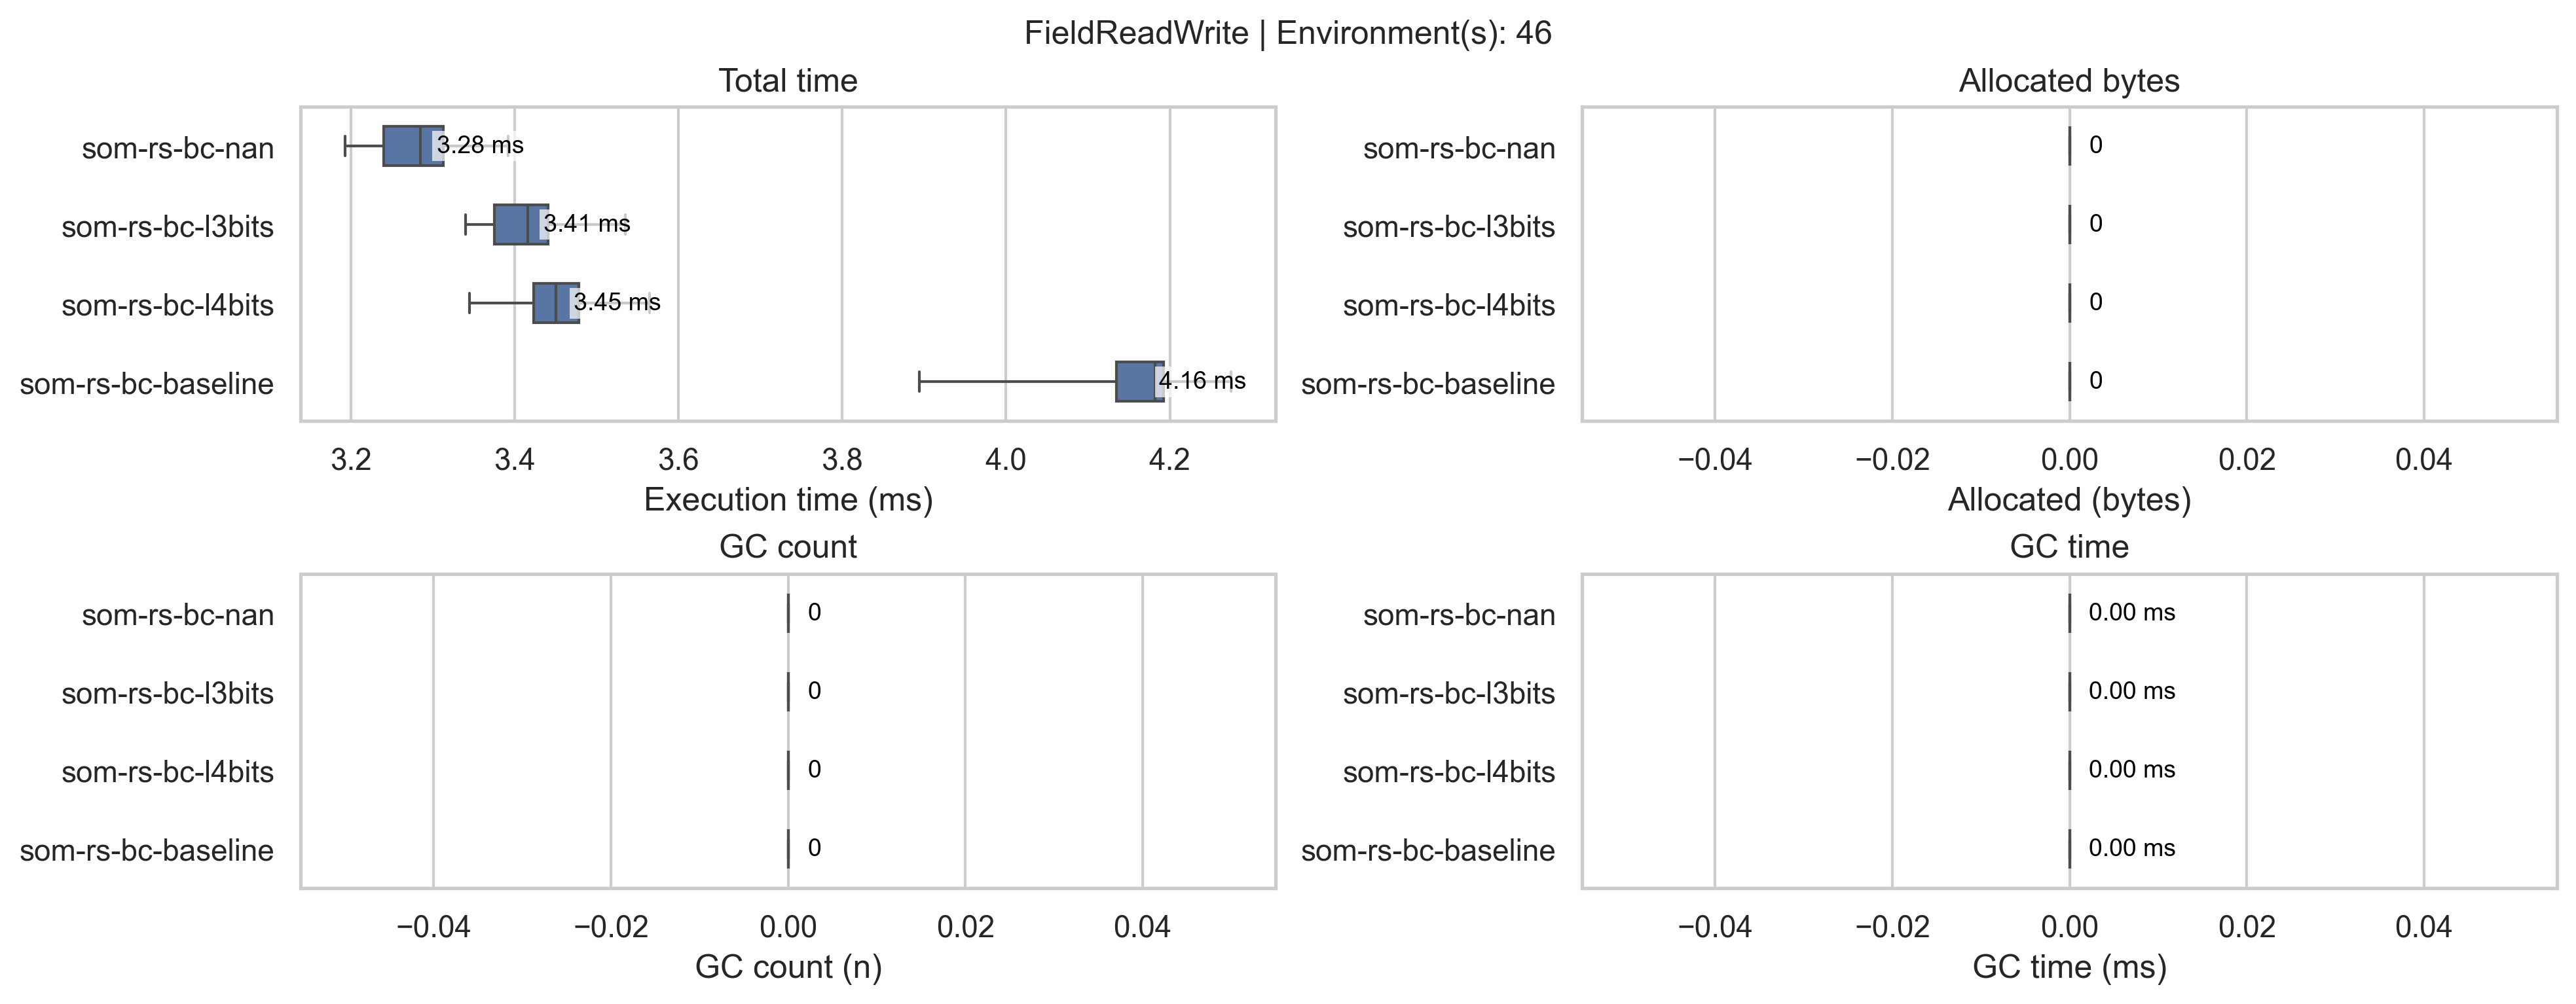 FieldReadWrite | Environment(s): 46
Total time
som-rs-bc-nan
3.28 ms
som-rs-bc-l3bits
3.41 ms
som-rs-bc-l4bits
3.45 ms
som-rs-bc-baseline
4.16 ms
3.2 3.4 3.6 3.8 4.0 4.2
Execution time (ms)
Allocated bytes
som-rs-bc-nan
0
som-rs-bc-l3bits
0
som-rs-bc-l4bits
0
som-rs-bc-baseline
0
−0.04 −0.02 0.00 0.02 0.04
Allocated (bytes)
GC count
som-rs-bc-nan
0
som-rs-bc-l3bits
0
som-rs-bc-l4bits
0
som-rs-bc-baseline
0
−0.04 −0.02 0.00 0.02 0.04
GC count (n)
GC time
som-rs-bc-nan
0.00 ms
som-rs-bc-l3bits
0.00 ms
som-rs-bc-l4bits
0.00 ms
som-rs-bc-baseline
0.00 ms
−0.04 −0.02 0.00 0.02 0.04
GC time (ms)